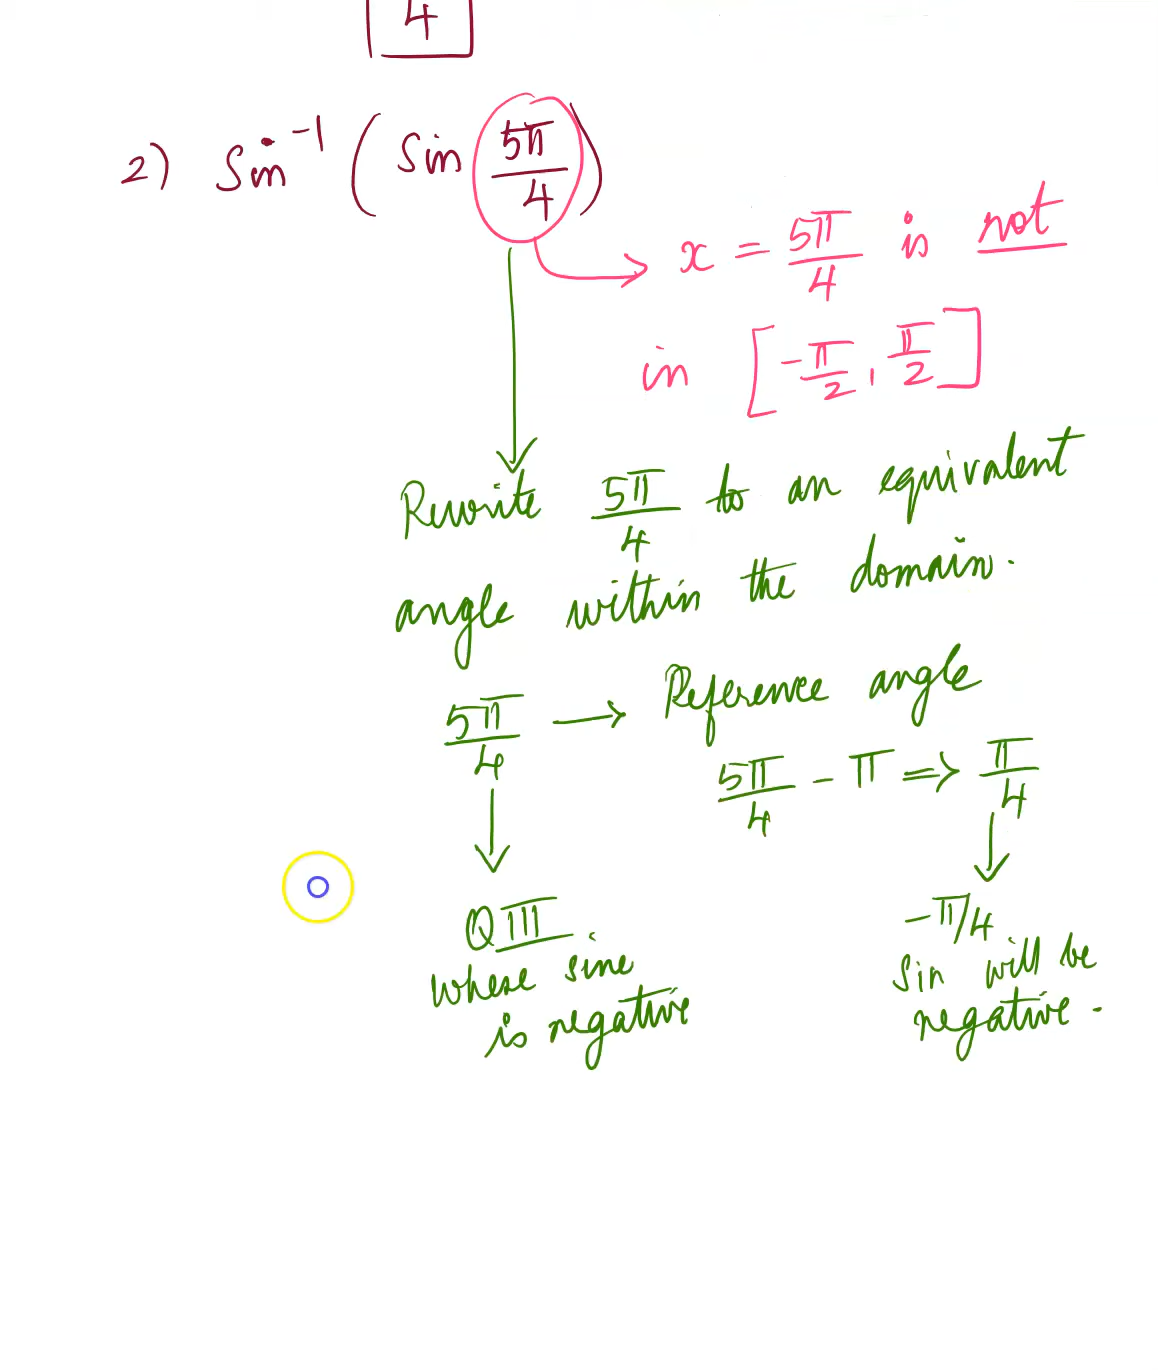 4
2) Sin⁻¹ ( Sin 5π/4 )
x = 5π/4 is not
in [ -π/2 , π/2 ]
Rewrite 5π/4 to an equivalent
angle within the domain.
5π/4 → Reference angle
5π/4 - π ⇒ π/4
QIII
where sine
is negative
-π/4
Sin will be
negative.